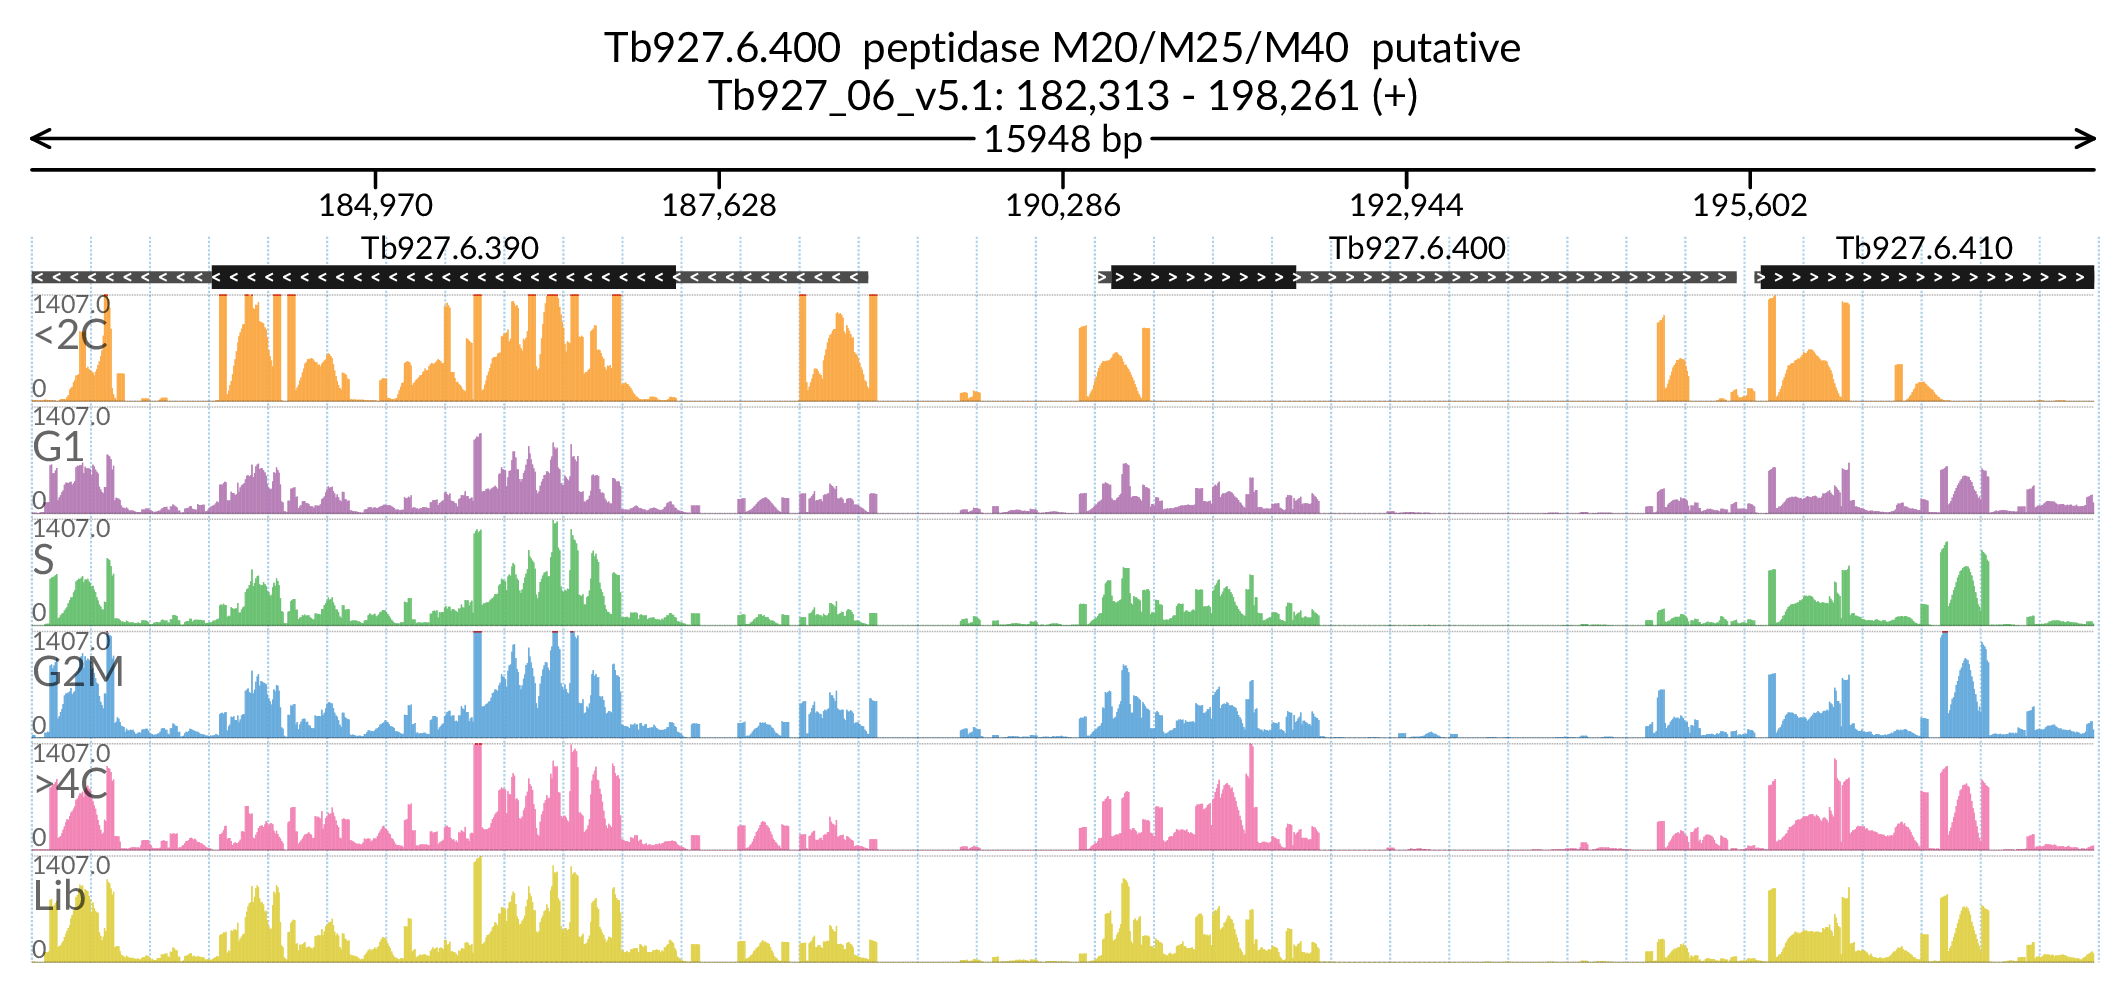 Tb927.6.400 peptidase M20/M25/M40 putative
Tb927_06_v5.1: 182,313 - 198,261 (+)
15948 bp
184,970 187,628 190,286 192,944 195,602
Tb927.6.390 Tb927.6.400 Tb927.6.410
1407.0
<2C
0
1407.0
G1
0
1407.0
S
0
1407.0
G2M
0
1407.0
>4C
0
1407.0
Lib
0